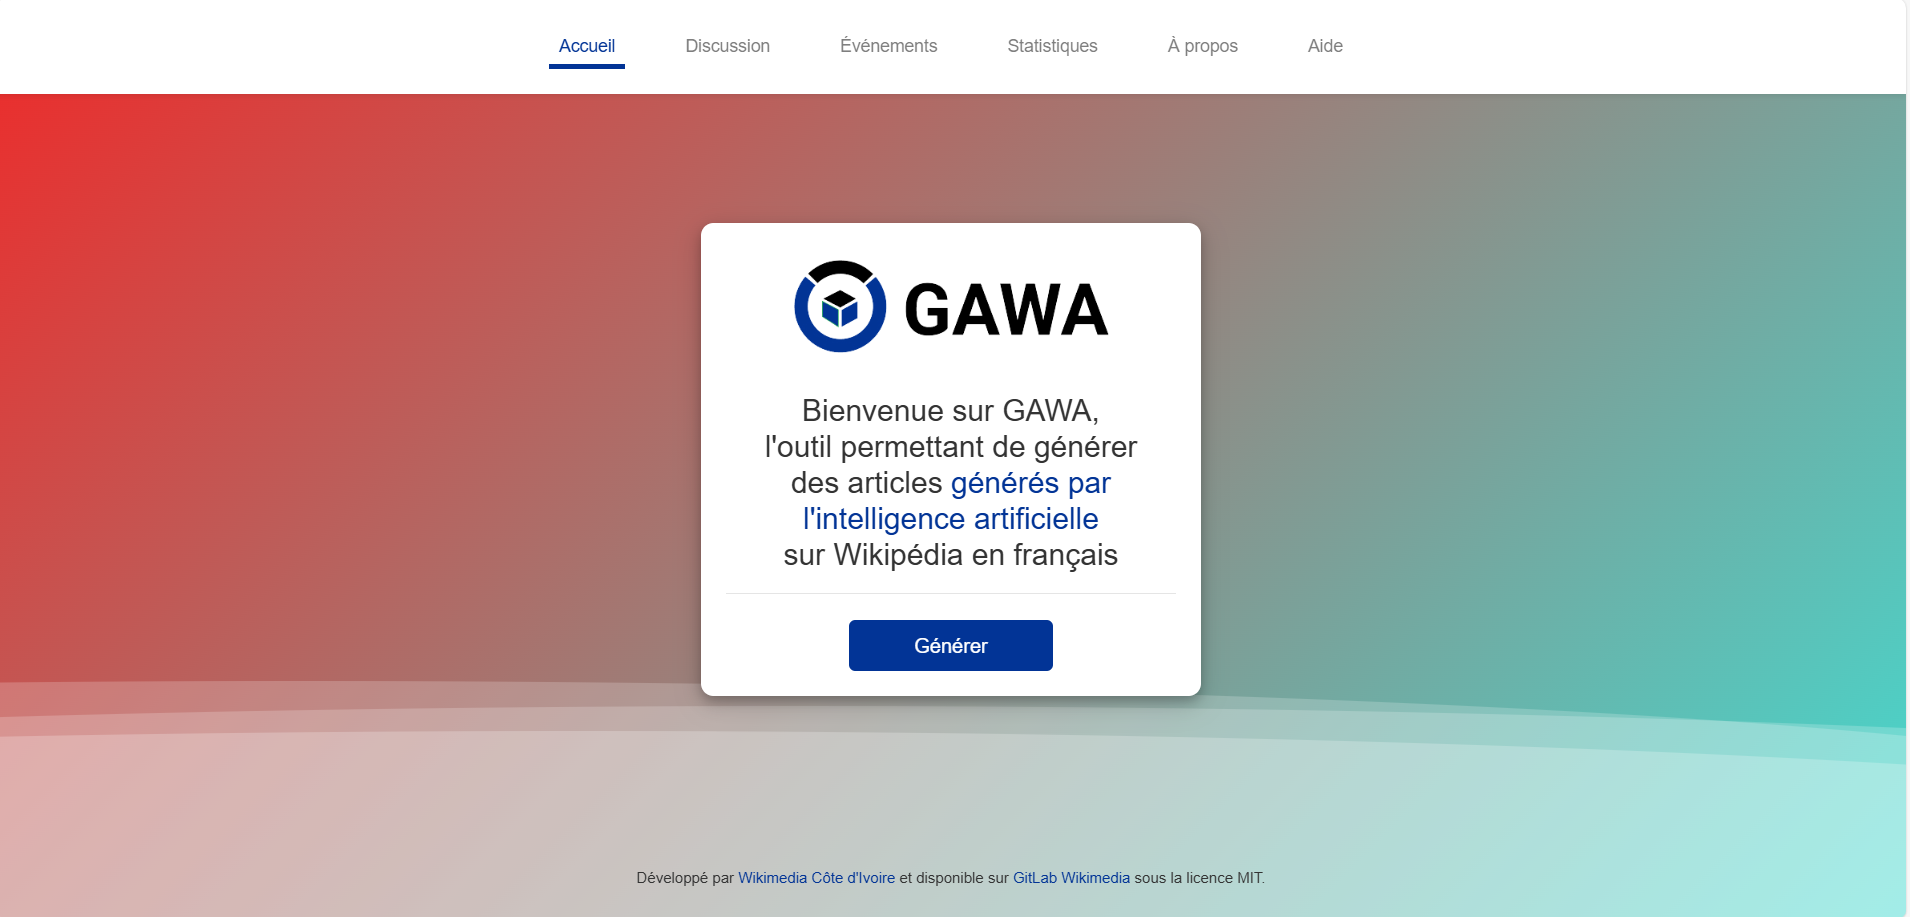 Accueil
Discussion
Événements
Statistiques
À propos
Aide
GAWA
Bienvenue sur GAWA,
l'outil permettant de générer
des articles générés par
l'intelligence artificielle
sur Wikipédia en français
Générer
Développé par Wikimedia Côte d'Ivoire et disponible sur GitLab Wikimedia sous la licence MIT.